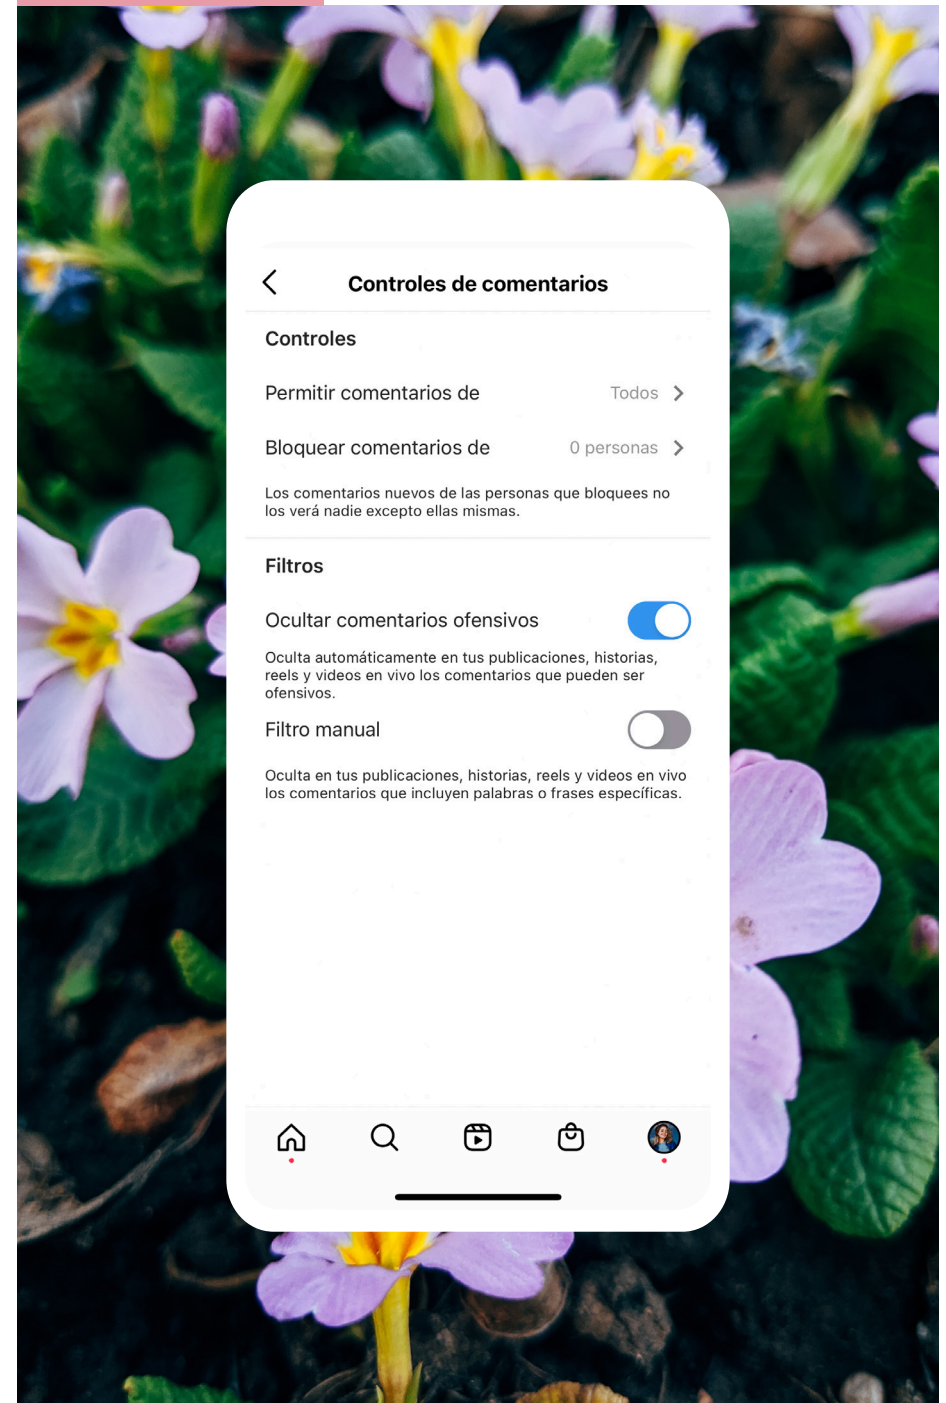 Controles de comentarios
Controles
Permitir comentarios de Todos
Bloquear comentarios de 0 personas
Los comentarios nuevos de las personas que bloquees no
los verá nadie excepto ellas mismas.
Filtros
Ocultar comentarios ofensivos
Oculta automáticamente en tus publicaciones, historias,
reels y videos en vivo los comentarios que pueden ser
ofensivos.
Filtro manual
Oculta en tus publicaciones, historias, reels y videos en vivo
los comentarios que incluyen palabras o frases específicas.